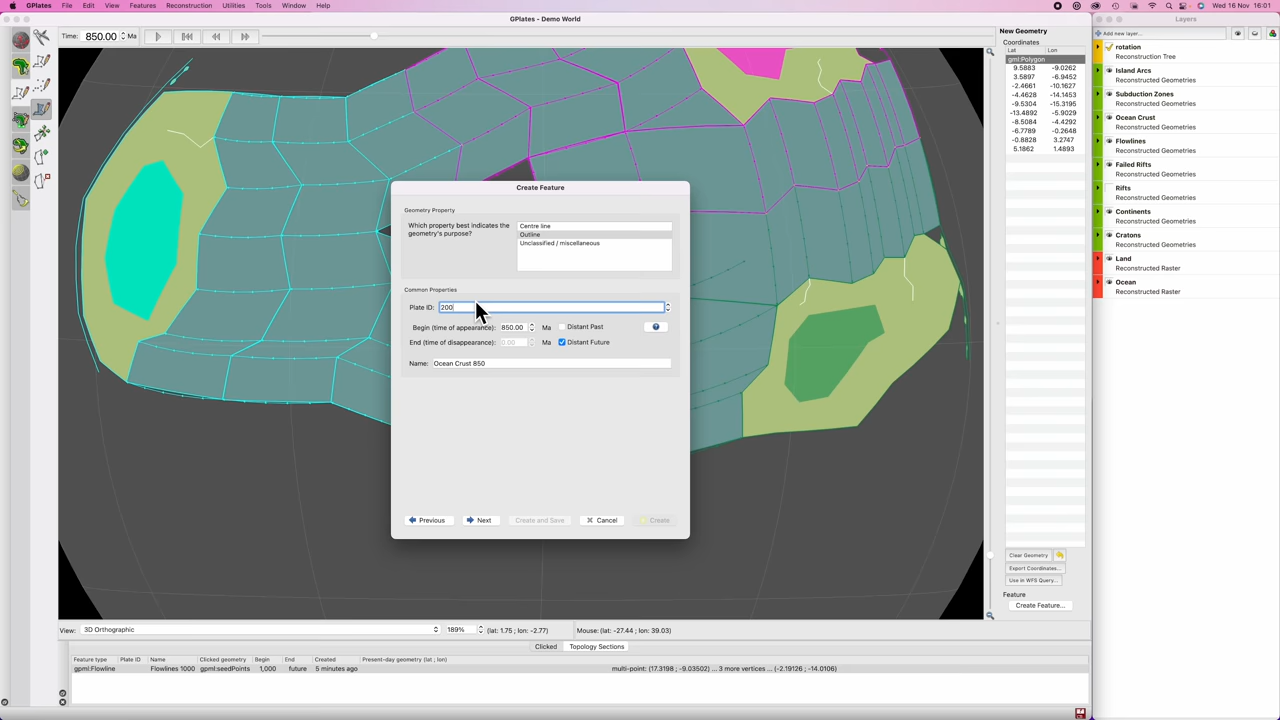 GPlates File Edit View Features Reconstruction Utilities Tools Window Help
Wed 16 Nov 16:01
GPlates - Demo World
Layers
Time: 850.00 Ma
New Geometry
Coordinates
Lat Lon
gml:Polygon
9.5883 -9.0262
3.5897 -6.9452
-2.4661 -10.1627
-4.4628 -14.1453
-9.5304 -15.3195
-13.4892 -5.9029
-8.5084 -4.4292
-6.7789 -0.2648
-0.8828 3.2747
5.1862 1.4893
Add new layer...
rotation
Reconstruction Tree
Island Arcs
Reconstructed Geometries
Subduction Zones
Reconstructed Geometries
Ocean Crust
Reconstructed Geometries
Flowlines
Reconstructed Geometries
Failed Rifts
Reconstructed Geometries
Rifts
Reconstructed Geometries
Continents
Reconstructed Geometries
Cratons
Reconstructed Geometries
Land
Reconstructed Raster
Ocean
Reconstructed Raster
Create Feature
Geometry Property
Which property best indicates the
geometry's purpose?
Centre line
Outline
Unclassified / miscellaneous
Common Properties
Plate ID: 200
Begin (time of appearance): 850.00 Ma Distant Past ?
End (time of disappearance): 0.00 Ma Distant Future
Name: Ocean Crust 850
Previous Next Create and Save Cancel Create
Clear Geometry
Export Coordinates...
Use in WFS Query...
Feature
Create Feature...
View: 3D Orthographic 189% (lat: 1.75 ; lon: -2.77) Mouse: (lat: -27.44 ; lon: 39.03)
Clicked Topology Sections
Feature type Plate ID Name Clicked geometry Begin End Created Present-day geometry (lat ; lon)
gpml:Flowline Flowlines 1000 gpml:seedPoints 1,000 future 5 minutes ago multi-point: (17.3198 ; -9.03502) ... 3 more vertices ... (-2.19126 ; -14.0106)